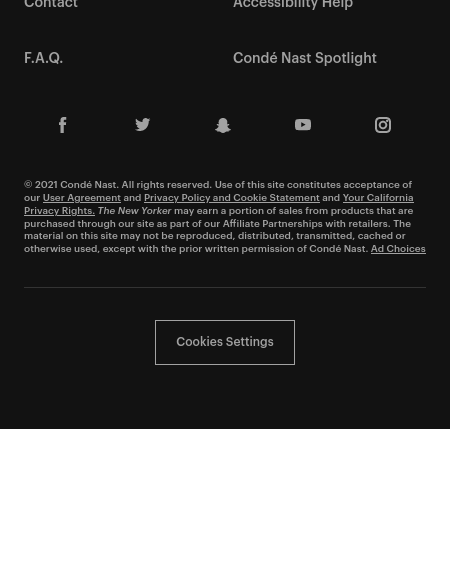 Contact
Accessibility Help
F.A.Q.
Condé Nast Spotlight
© 2021 Condé Nast. All rights reserved. Use of this site constitutes acceptance of
our User Agreement and Privacy Policy and Cookie Statement and Your California
Privacy Rights. The New Yorker may earn a portion of sales from products that are
purchased through our site as part of our Affiliate Partnerships with retailers. The
material on this site may not be reproduced, distributed, transmitted, cached or
otherwise used, except with the prior written permission of Condé Nast. Ad Choices
Cookies Settings